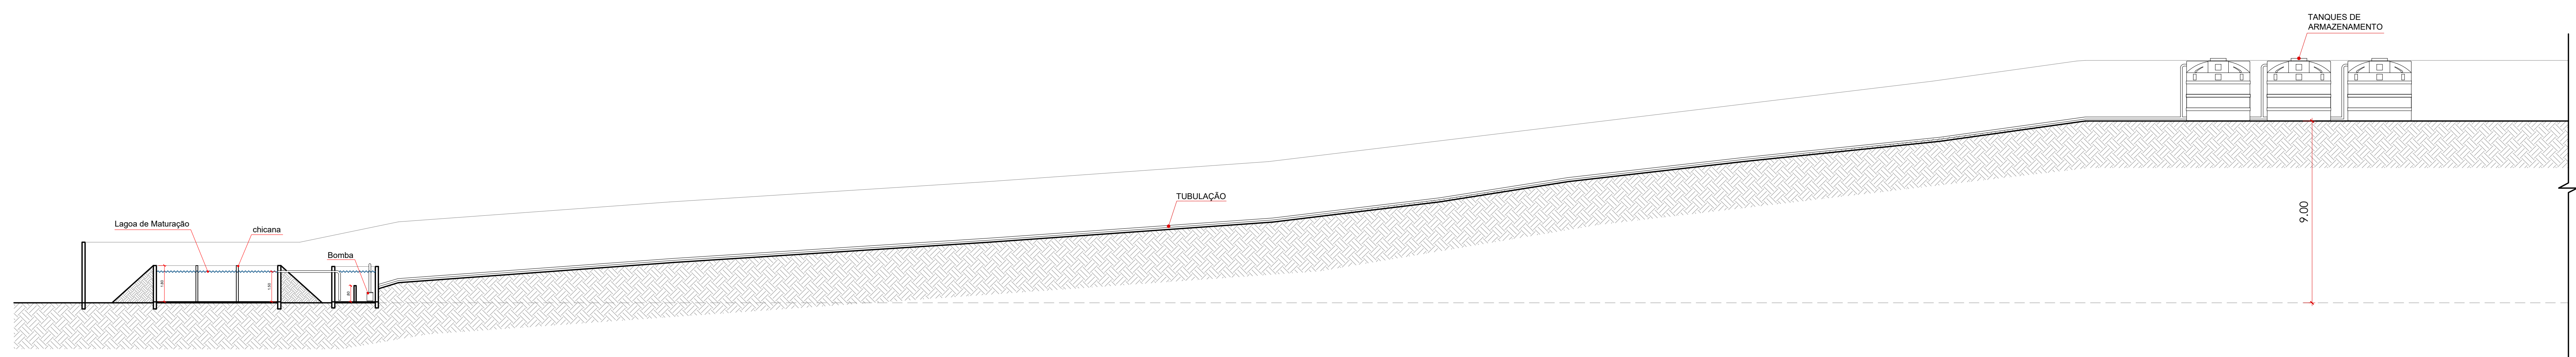 TANQUES DE
ARMAZENAMENTO
TUBULAÇÃO
Lagoa de Maturação
chicana
Bomba
9.00